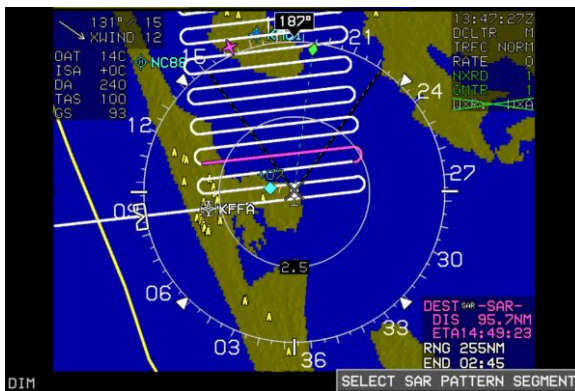 131° / 15
XWIND 12
187°
15
21
13:47:27Z
DCLTR M
TRFC NORM
RATE 0
NXRD 1
GMTR 1
OAT 14C
ISA +0C
DA 240
TAS 100
GS 93
NC88
24
12
27
+02
09
KFFA
30
2.5
06
33
03
36
DEST SAR -SAR-
DIS 95.7NM
ETA14:49:23
RNG 255NM
END 02:45
DIM
SELECT SAR PATTERN SEGMENT